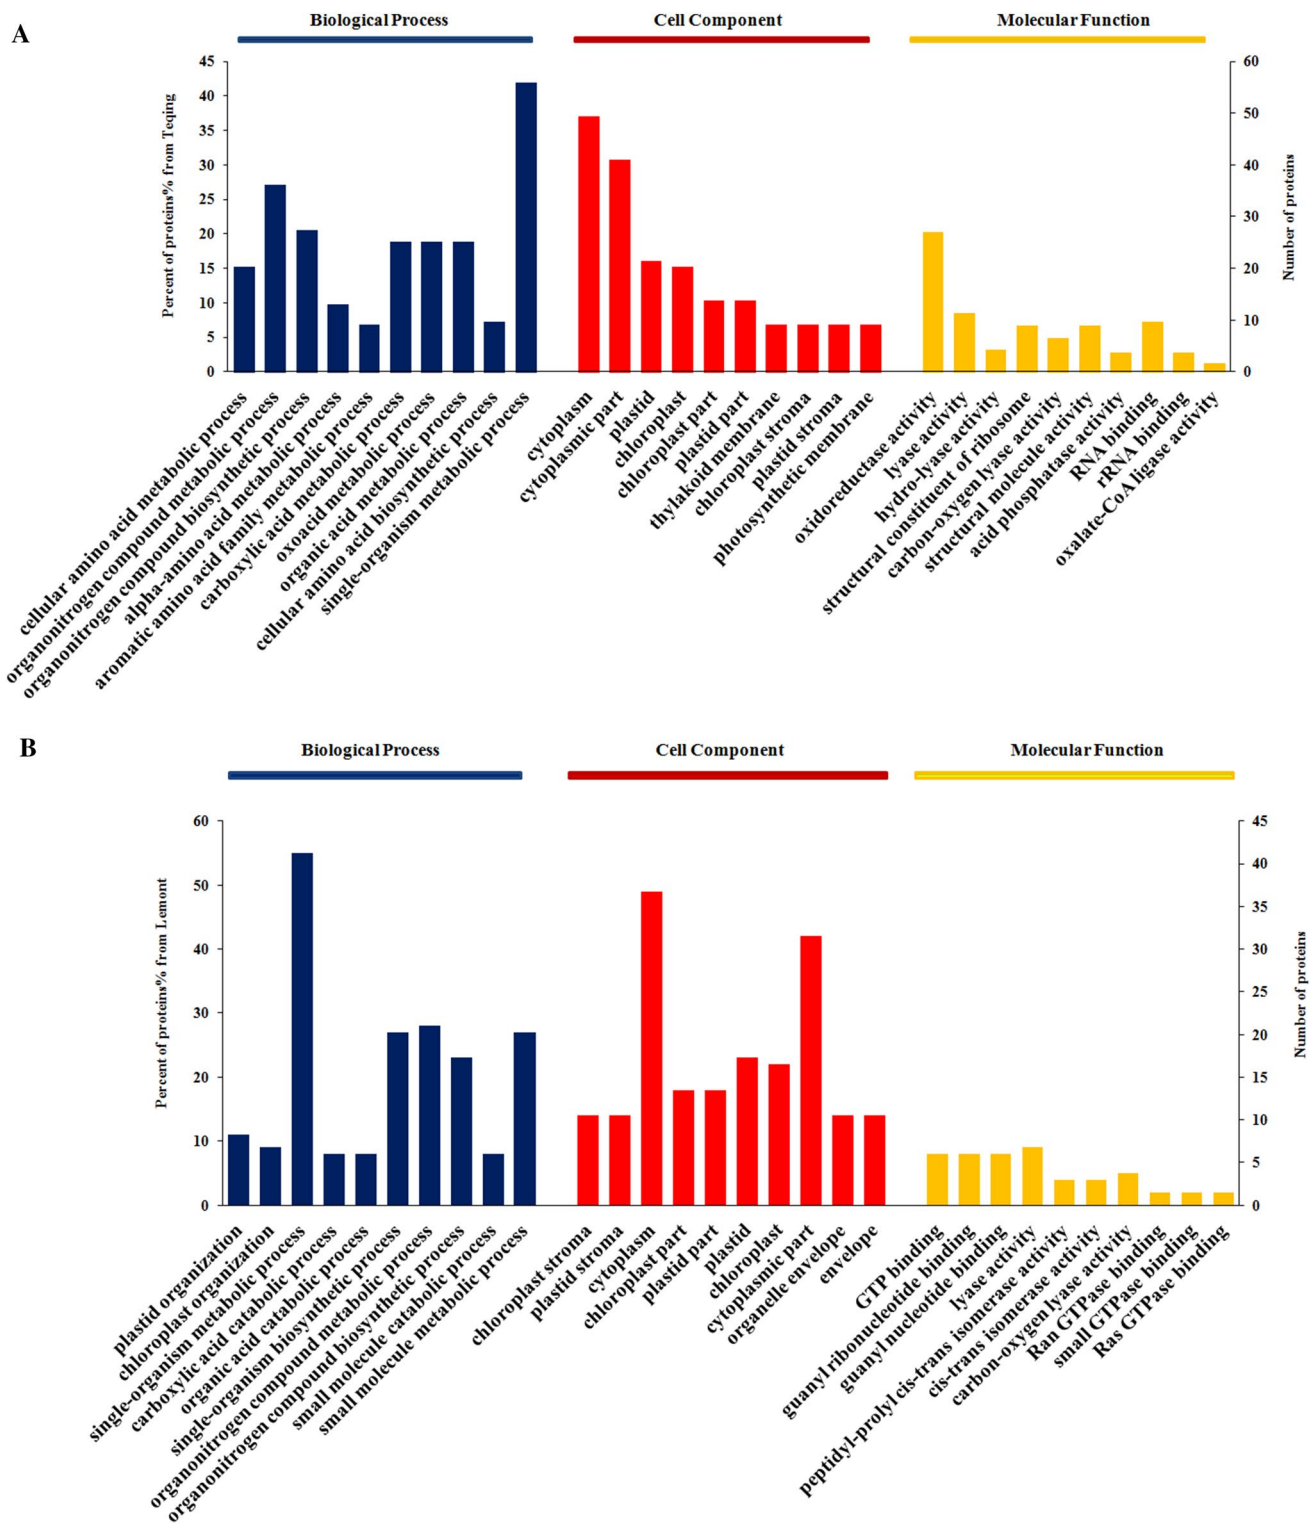 A
Biological Process
Cell Component
Molecular Function
Percent of proteins% from Teqing
45
40
35
30
25
20
15
10
5
0
60
50
40
30
20
10
0
Number of proteins
cellular amino acid metabolic process
organonitrogen compound metabolic process
organonitrogen compound biosynthetic process
alpha-amino acid metabolic process
aromatic amino acid family metabolic process
carboxylic acid metabolic process
oxoacid metabolic process
organic acid metabolic process
cellular amino acid biosynthetic process
single-organism metabolic process
cytoplasm
cytoplasmic part
plastid
chloroplast
chloroplast part
plastid part
thylakoid membrane
chloroplast stroma
plastid stroma
photosynthetic membrane
oxidoreductase activity
lyase activity
hydro-lyase activity
structural constituent of ribosome
carbon-oxygen lyase activity
structural molecule activity
acid phosphatase activity
RNA binding
rRNA binding
oxalate-CoA ligase activity
B
Biological Process
Cell Component
Molecular Function
Percent of proteins% from Lemont
60
50
40
30
20
10
0
45
40
35
30
25
20
15
10
5
0
Number of proteins
plastid organization
chloroplast organization
single-organism metabolic process
carboxylic acid catabolic process
organic acid catabolic process
single-organism biosynthetic process
organonitrogen compound metabolic process
organonitrogen compound biosynthetic process
small molecule catabolic process
small molecule metabolic process
chloroplast stroma
plastid stroma
cytoplasm
chloroplast part
plastid part
plastid
chloroplast
cytoplasmic part
organelle envelope
envelope
GTP binding
guanyl ribonucleotide binding
guanyl nucleotide binding
lyase activity
peptidyl-prolyl cis-trans isomerase activity
cis-trans isomerase activity
carbon-oxygen lyase activity
Ran GTPase binding
small GTPase binding
Ras GTPase binding